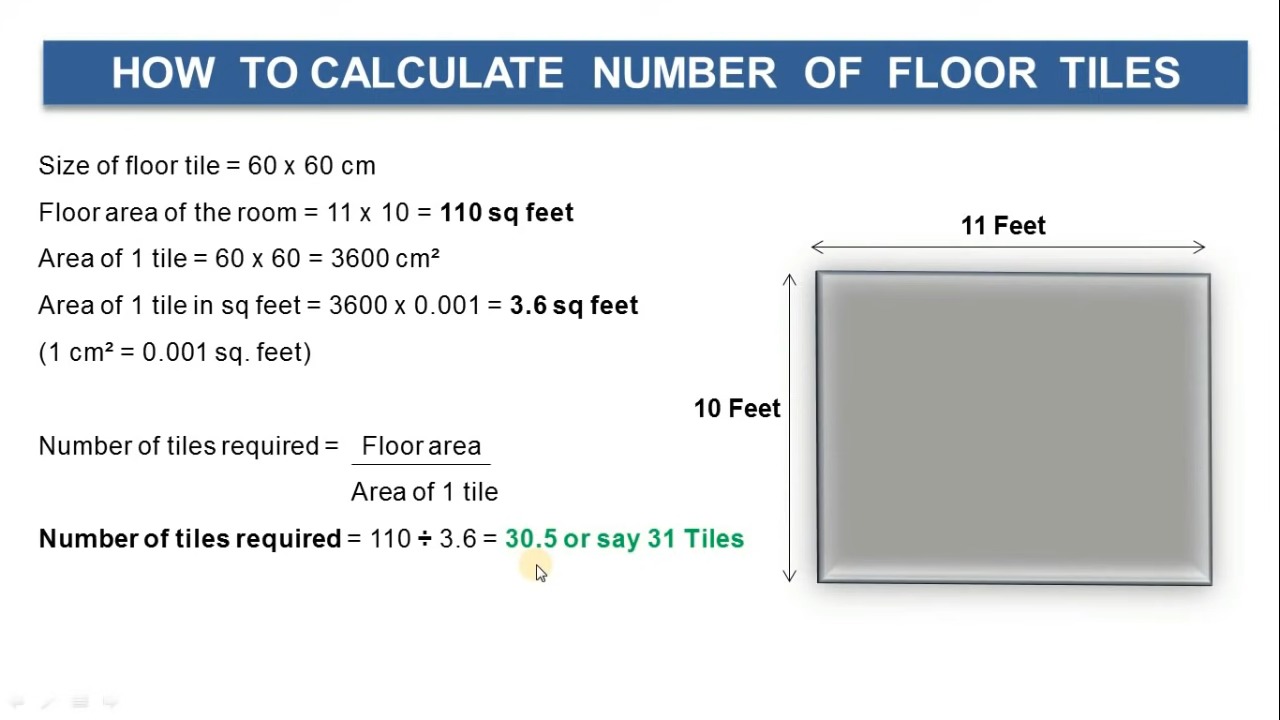 HOW TO CALCULATE NUMBER OF FLOOR TILES
Size of floor tile = 60 x 60 cm
Floor area of the room = 11 x 10 = 110 sq feet
Area of 1 tile = 60 x 60 = 3600 cm²
Area of 1 tile in sq feet = 3600 x 0.001 = 3.6 sq feet
(1 cm² = 0.001 sq. feet)
Number of tiles required = Floor area
Area of 1 tile
Number of tiles required = 110 ÷ 3.6 = 30.5 or say 31 Tiles
11 Feet
10 Feet